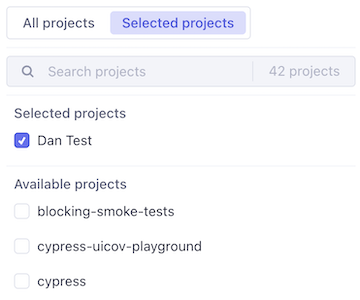 All projects Selected projects
Search projects 42 projects
Selected projects
Dan Test
Available projects
blocking-smoke-tests
cypress-uicov-playground
cypress